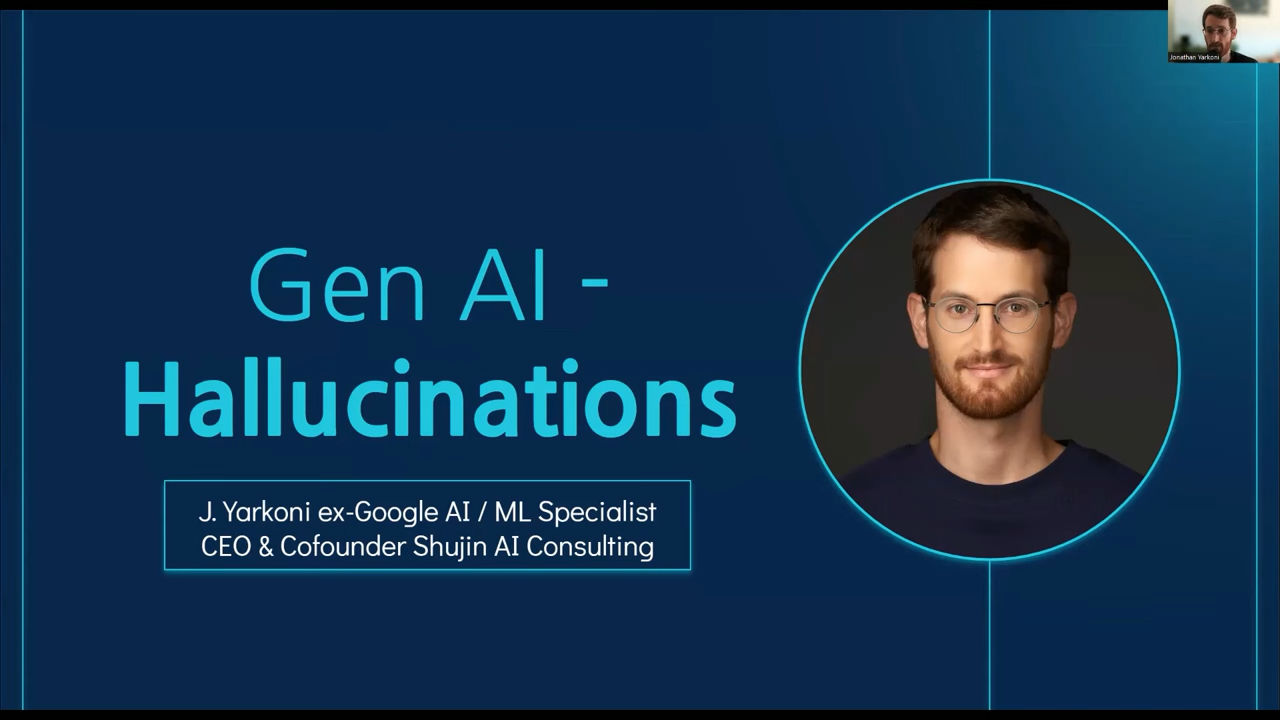 Jonathan Yarkoni
Gen AI -
Hallucinations
J. Yarkoni ex-Google AI / ML Specialist
CEO & Cofounder Shujin AI Consulting